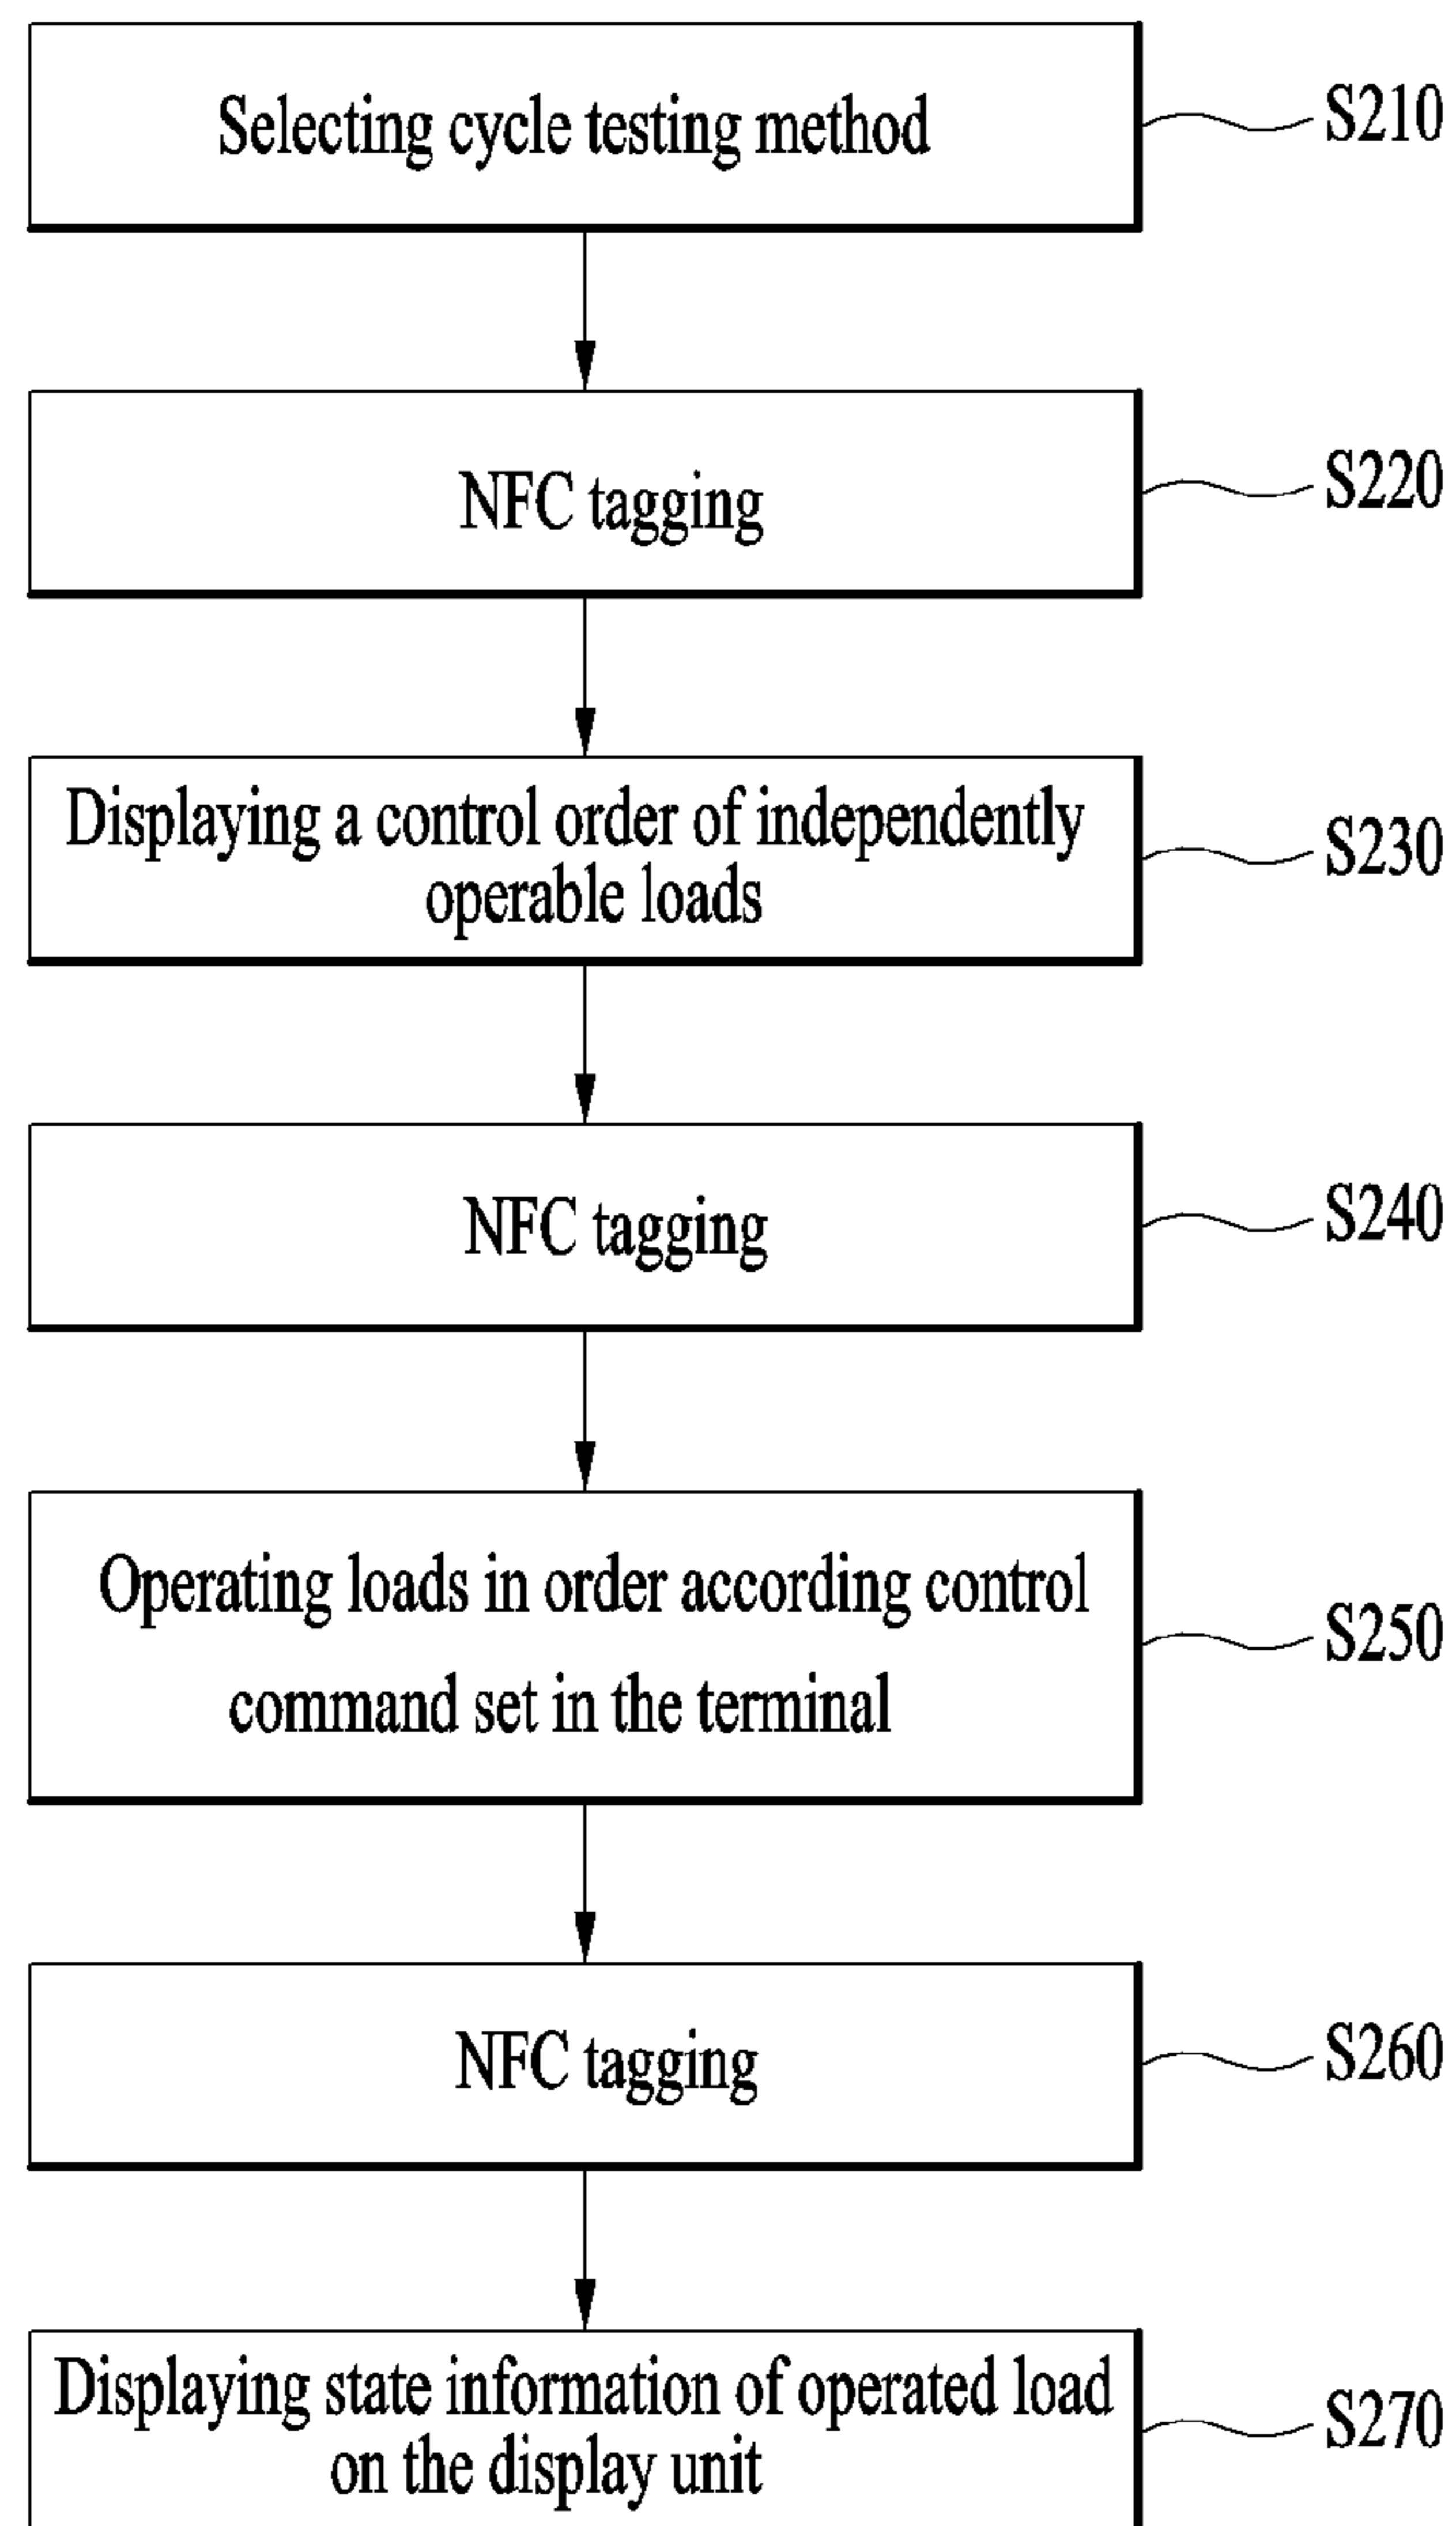 Selecting cycle testing method
S210
NFC tagging
S220
Displaying a control order of independently
operable loads
S230
NFC tagging
S240
Operating loads in order according control
command set in the terminal
S250
NFC tagging
S260
Displaying state information of operated load
on the display unit
S270